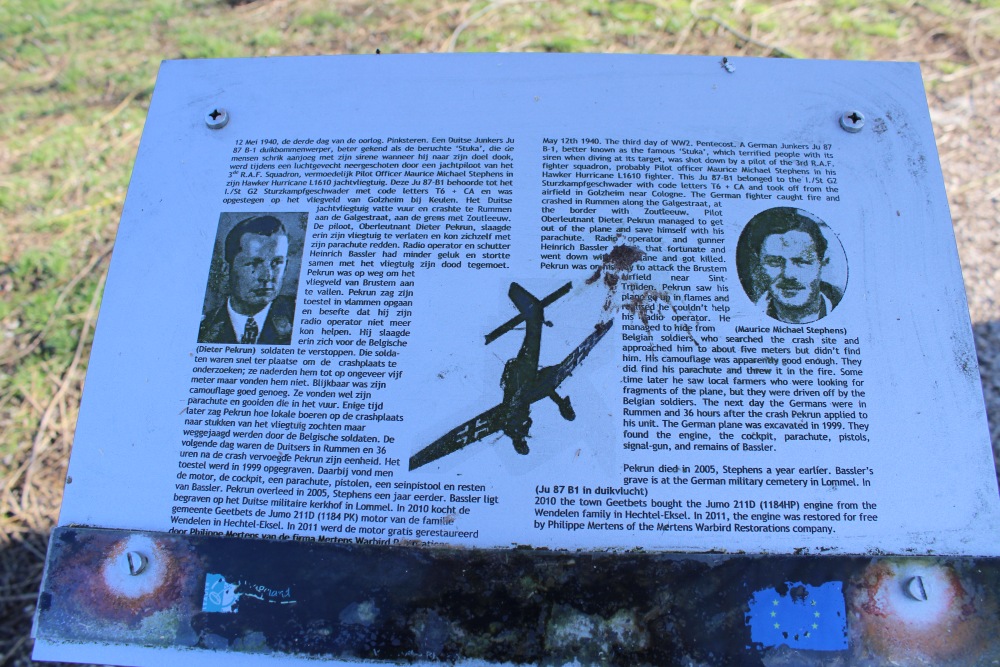 12 Mei 1940, de derde dag van de oorlog. Pinksteren. Een Duitse Junkers Ju
87 B-1 duikbommenwerper, beter gekend als de berucht 'Stuka', die de
mensen schrik aanjoeg met zijn sirene wanneer hij naar zijn doel dook,
werd tijdens een luchtgevecht neergeschoten door een jachtpiloot van het
3de R.A.F. Squadron, vermoedelijk Pilot Officer Maurice Michael Stephens in
zijn Hawker Hurricane L1610 jachtvliegtuig. Deze Ju 87-B1 behoorde tot het
I./St G2 Sturzkampfgeschwader met code letters T6 + CA en was
opgestegen op het vliegveld van Golzheim bij Keulen. Het Duitse
jachtvliegtuig vatte vuur en crashte te Rummen
aan de Galgestraat, aan de grens met Zoutleeuw.
De piloot, Oberleutnant Dieter Pekrun, slaagde
erin zijn vliegtuig te verlaten en kon zichzelf met
zijn parachute redden. Radio operator en schutter
Heinrich Bassler had minder geluk en stortte
samen met het vliegtuig zijn dood tegemoet.
Pekrun was op weg om het
vliegveld van Brustem aan
te vallen. Pekrun zag zijn
toestel in vlammen opgaan
en besefte dat hij zijn
radio operator niet meer
kon helpen. Hij slaagde
erin zich voor de Belgische
(Dieter Pekrun) soldaten te verstoppen. Die solda-
ten waren snel ter plaatse om de crashplaats te
onderzoeken; ze naderden hem tot op ongeveer vijf
meter maar vonden hem niet. Blijkbaar was zijn
camouflage goed genoeg. Ze vonden wel zijn
parachute en gooiden die in het vuur. Enige tijd
later zag Pekrun hoe lokale boeren op de crashplaats
naar stukken van het vliegtuig zochten maar
weggejaagd werden door de Belgische soldaten. De
volgende dag waren de Duitsers in Rummen en 36
uren na de crash vervoegde Pekrun zijn eenheid. Het
toestel werd in 1999 opgegraven. Daarbij vond men
de motor, de cockpit, een parachute, pistolen, een seinpistool en resten
van Bassler. Pekrun overleed in 2005, Stephens een jaar eerder. Bassler ligt
begraven op het Duitse militaire kerkhof in Lommel. In 2010 kocht de
gemeente Geetbets de Jumo 211D (1184 PK) motor van de familie
Wendelen in Hechtel-Eksel. In 2011 werd de motor gratis gerestaureerd
door Philippe Mertens van de firma Mertens Warbird
May 12th 1940. The third day of WW2. Pentecost. A German Junkers Ju 87
B-1, better known as the famous 'Stuka', which terrified people with its
siren when diving at its target, was shot down by a pilot of the 3rd R.A.F.
fighter squadron, probably Pilot Officer Maurice Michael Stephens in his
Hawker Hurricane L1610 fighter. This Ju 87-B1 belonged to the I./St G2
Sturzkampfgeschwader with code letters T6 + CA and took off from the
airfield in Golzheim near Cologne. The German fighter caught fire and
crashed in Rummen along the Galgestraat, at
the border with Zoutleeuw. Pilot
Oberleutnant Dieter Pekrun managed to get
out of the plane and save himself with his
parachute. Radio operator and gunner
Heinrich Bassler that fortunate and
went down plane and got killed.
Pekrun was on his way to attack the Brustem
airfield near Sint-
Truiden. Pekrun saw his
plane go up in flames and
realised he couldn't help
his radio operator. He
managed to hide from
(Maurice Michael Stephens)
Belgian soldiers, who searched the crash site and
approached him to about five meters but didn't find
him. His camouflage was apparently good enough. They
did find his parachute and threw it in the fire. Some
time later he saw local farmers who were looking for
fragments of the plane, but they were driven off by the
Belgian soldiers. The next day the Germans were in
Rummen and 36 hours after the crash Pekrun applied to
his unit. The German plane was excavated in 1999. They
found the engine, the cockpit, parachute, pistols,
signal-gun, and remains of Bassler.
Pekrun died in 2005, Stephens a year earlier. Bassler's
grave is at the German military cemetery in Lommel. In
(Ju 87 B1 in duikvlucht)
2010 the town Geetbets bought the Jumo 211D (1184HP) engine from the
Wendelen family in Hechtel-Eksel. In 2011, the engine was restored for free
by Philippe Mertens of the Mertens Warbird Restorations company.